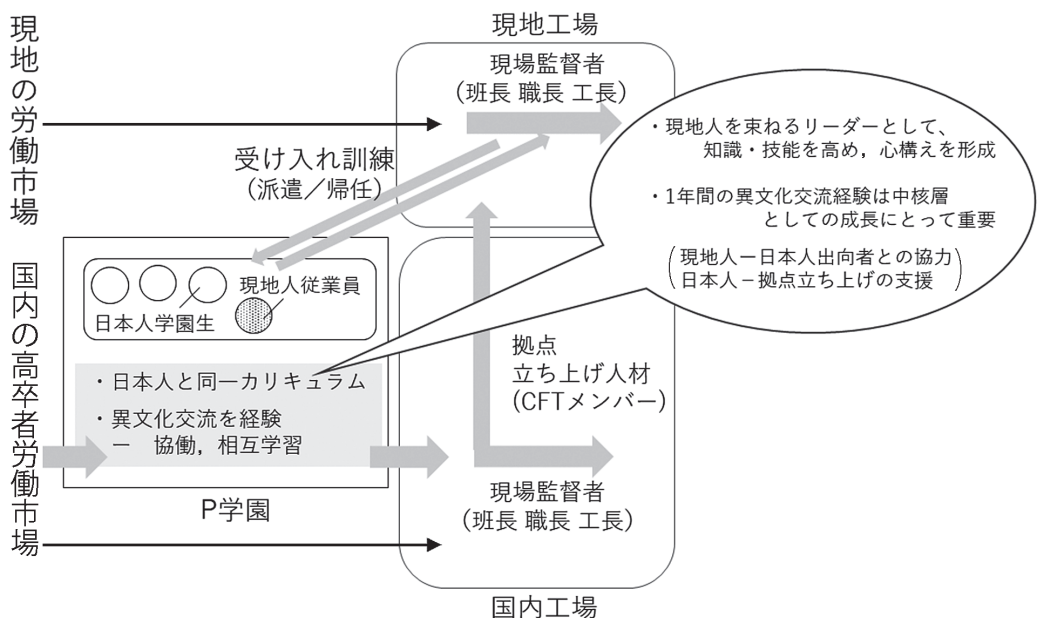 現地の労働市場
国内の高卒者労働市場
現地工場
現場監督者
(班長 職長 工長)
受け入れ訓練
(派遣／帰任)
・現地人を束ねるリーダーとして、
知識・技能を高め，心構えを形成
・1年間の異文化交流経験は中核層
としての成長にとって重要
(現地人ー日本人出向者との協力
日本人－拠点立ち上げの支援)
現地人従業員
日本人学園生
・日本人と同一カリキュラム
・異文化交流を経験
ー 協働，相互学習
P学園
拠点
立ち上げ人材
(CFTメンバー)
現場監督者
(班長 職長 工長)
国内工場